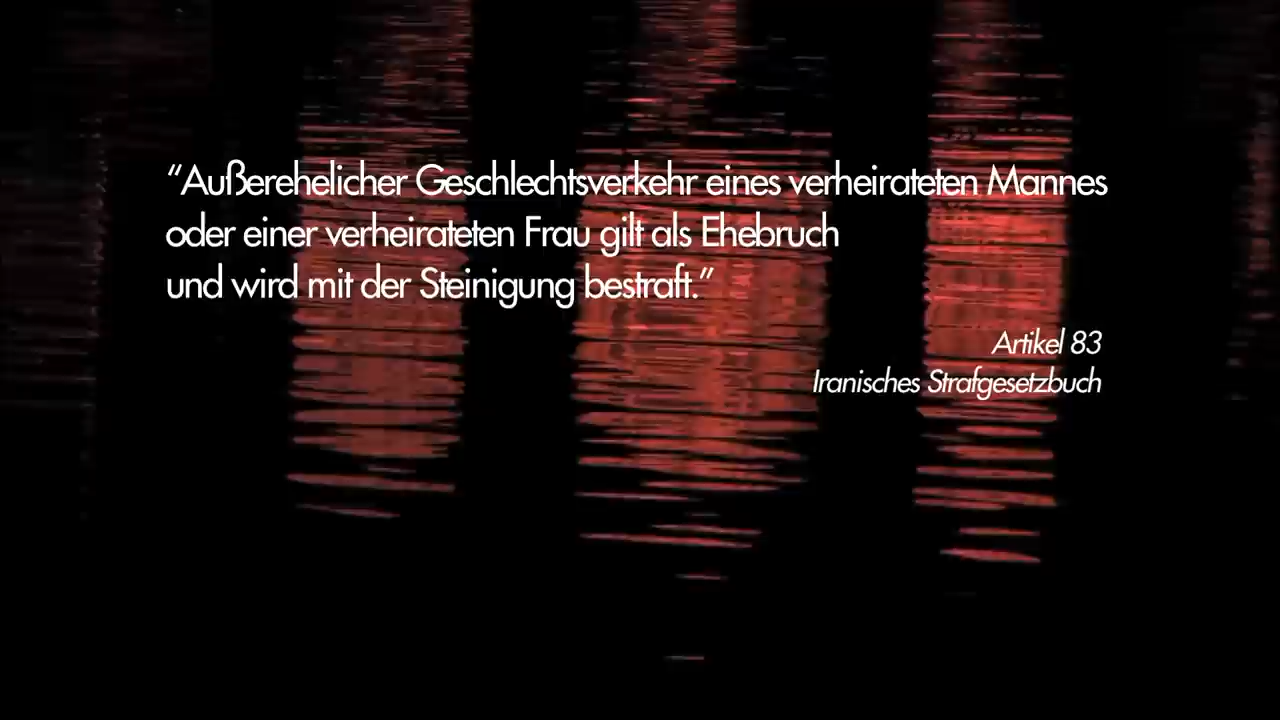 “Außerehelicher Geschlechtsverkehr eines verheirateten Mannes
oder einer verheirateten Frau gilt als Ehebruch
und wird mit der Steinigung bestraft.”
Artikel 83
Iranisches Strafgesetzbuch